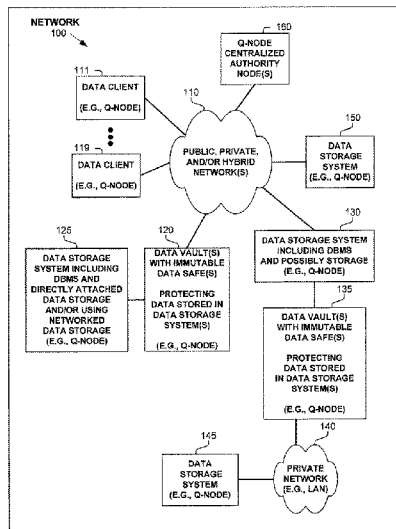 NETWORK
100
160
Q-NODE
CENTRALIZED
AUTHORITY
NODE(S)
111
DATA CLIENT
(E.G., Q-NODE)
110
150
119
DATA CLIENT
(E.G., Q-NODE)
PUBLIC, PRIVATE,
AND/OR HYBRID
NETWORK(S)
DATA
STORAGE
SYSTEM
(E.G., Q-NODE)
130
125
120
DATA STORAGE
SYSTEM INCLUDING
DBMS AND
DIRECTLY ATTACHED
DATA STORAGE
AND/OR USING
NETWORKED
DATA STORAGE
(E.G., Q-NODE)
DATA VAULT(S)
WITH IMMUTABLE
DATA SAFE(S)
PROTECTING
DATA STORED IN
DATA STORAGE
SYSTEM(S)
(E.G., Q-NODE)
DATA STORAGE
SYSTEM INCLUDING
DBMS
AND POSSIBLY STORAGE
(E.G., Q-NODE)
135
DATA VAULT(S)
WITH IMMUTABLE
DATA SAFE(S)
PROTECTING
DATA STORED
IN DATA STORAGE
SYSTEM(S)
(E.G., Q-NODE)
140
145
DATA
STORAGE
SYSTEM
(E.G., Q-NODE)
PRIVATE
NETWORK
(E.G., LAN)